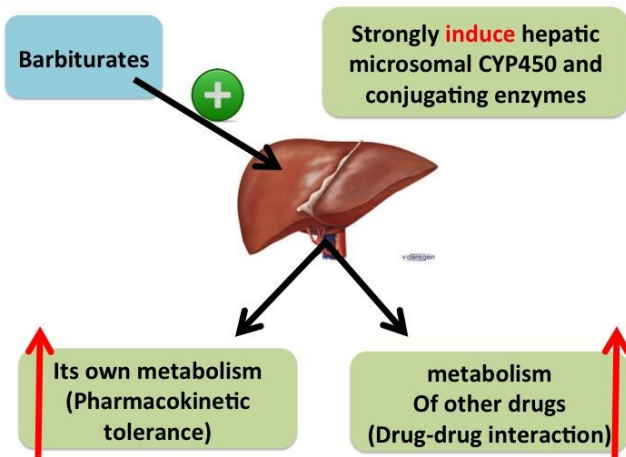 Barbiturates
Strongly induce hepatic
microsomal CYP450 and
conjugating enzymes
Its own metabolism
(Pharmacokinetic
tolerance)
metabolism
Of other drugs
(Drug-drug interaction)